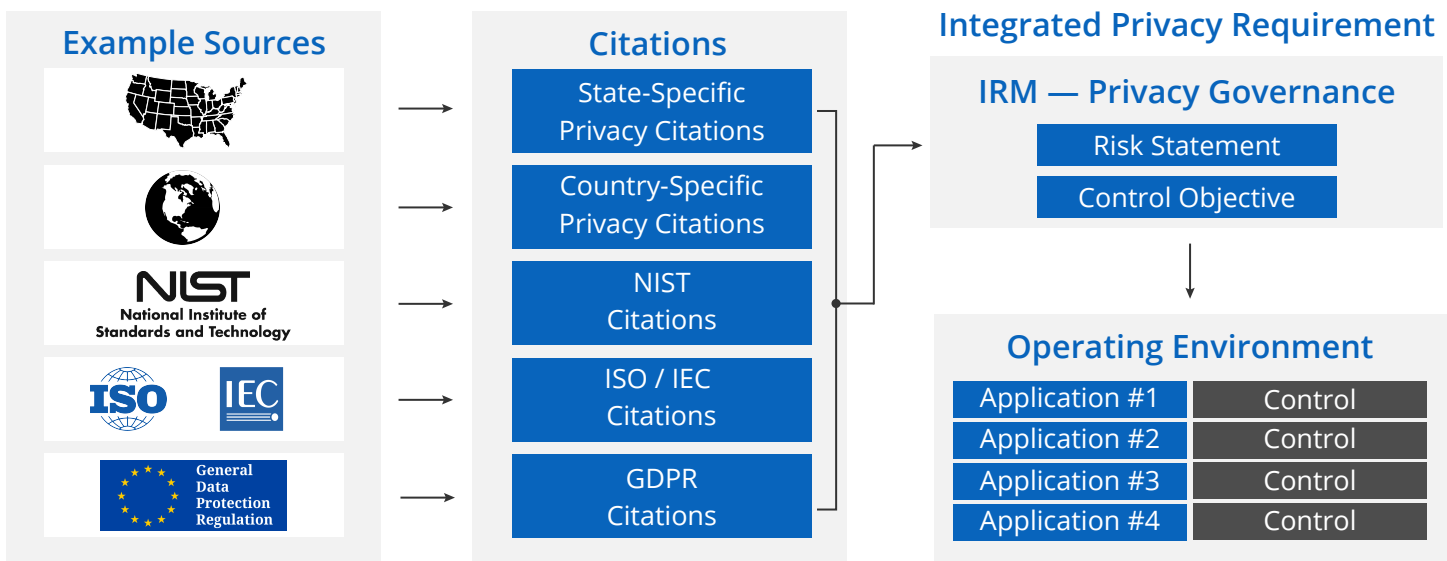 Example Sources
NIST
National Institute of
Standards and Technology
ISO
IEC
General
Data
Protection
Regulation
Citations
State-Specific
Privacy Citations
Country-Specific
Privacy Citations
NIST
Citations
ISO / IEC
Citations
GDPR
Citations
Integrated Privacy Requirement
IRM — Privacy Governance
Risk Statement
Control Objective
Operating Environment
Application #1 Control
Application #2 Control
Application #3 Control
Application #4 Control